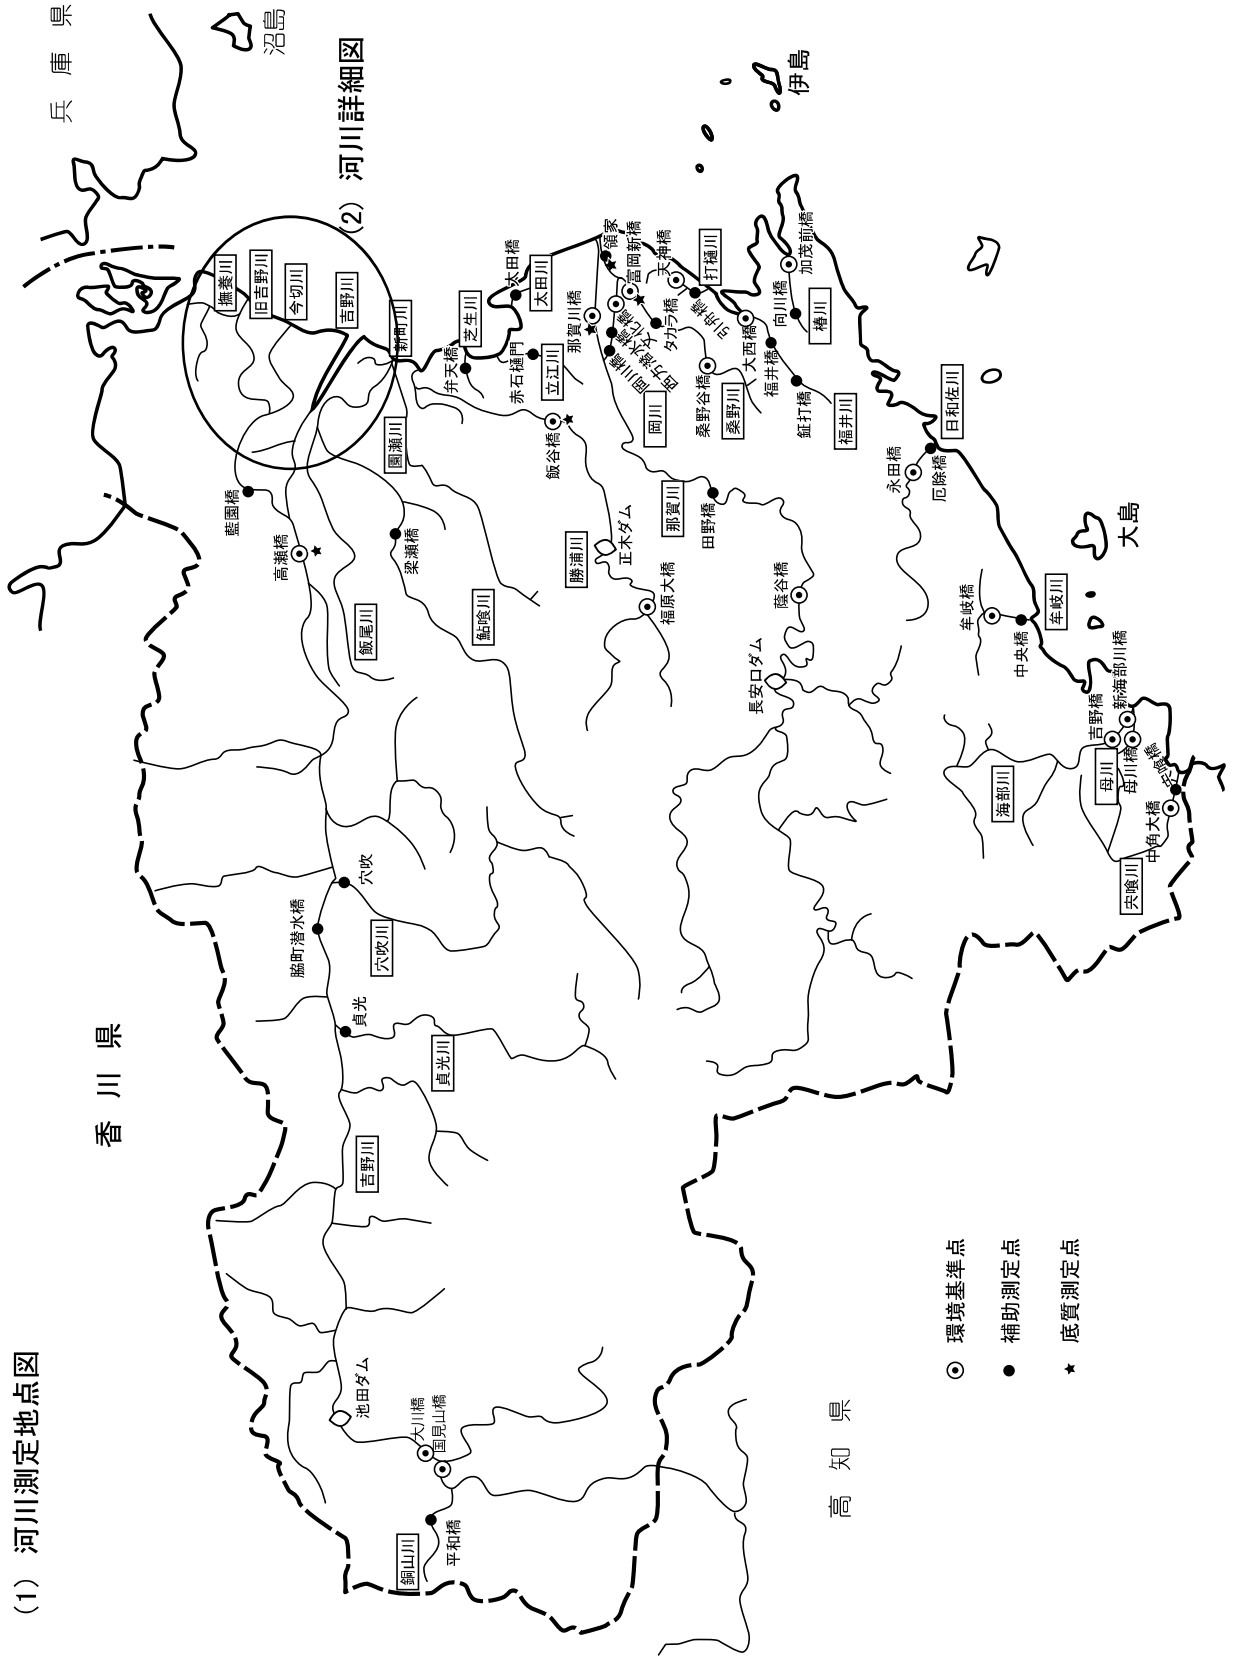 (1) 河川測定地点図
香川県
兵庫県
沼島
(2) 河川詳細図
伊島
大島
高知県
撫養川
旧吉野川
今切川
吉野川
新町川
園瀬川
芝生川
弁天橋
太田橋
太田川
赤石樋門
立江川
飯谷橋
那賀川橋
領家
富岡新橋
天神橋
打樋川
引舟橋
タカラ橋
岡川橋
岡川
桑野谷橋
桑野川
大西橋
福井橋
鉦打橋
福井川
向川橋
椿川
加茂前橋
藍園橋
高瀬橋
梁瀬橋
飯尾川
鮎喰川
勝浦川
正木ダム
福原大橋
那賀川
田野橋
蔭谷橋
長安口ダム
永田橋
厄除橋
日和佐川
牟岐橋
中央橋
牟岐川
新海部川橋
吉野橋
母川
母川橋
海部川
宍喰橋
中角大橋
宍喰川
穴吹
脇町潜水橋
穴吹川
貞光
貞光川
吉野川
池田ダム
大川橋
国見山橋
平和橋
銅山川
環境基準点
補助測定点
底質測定点